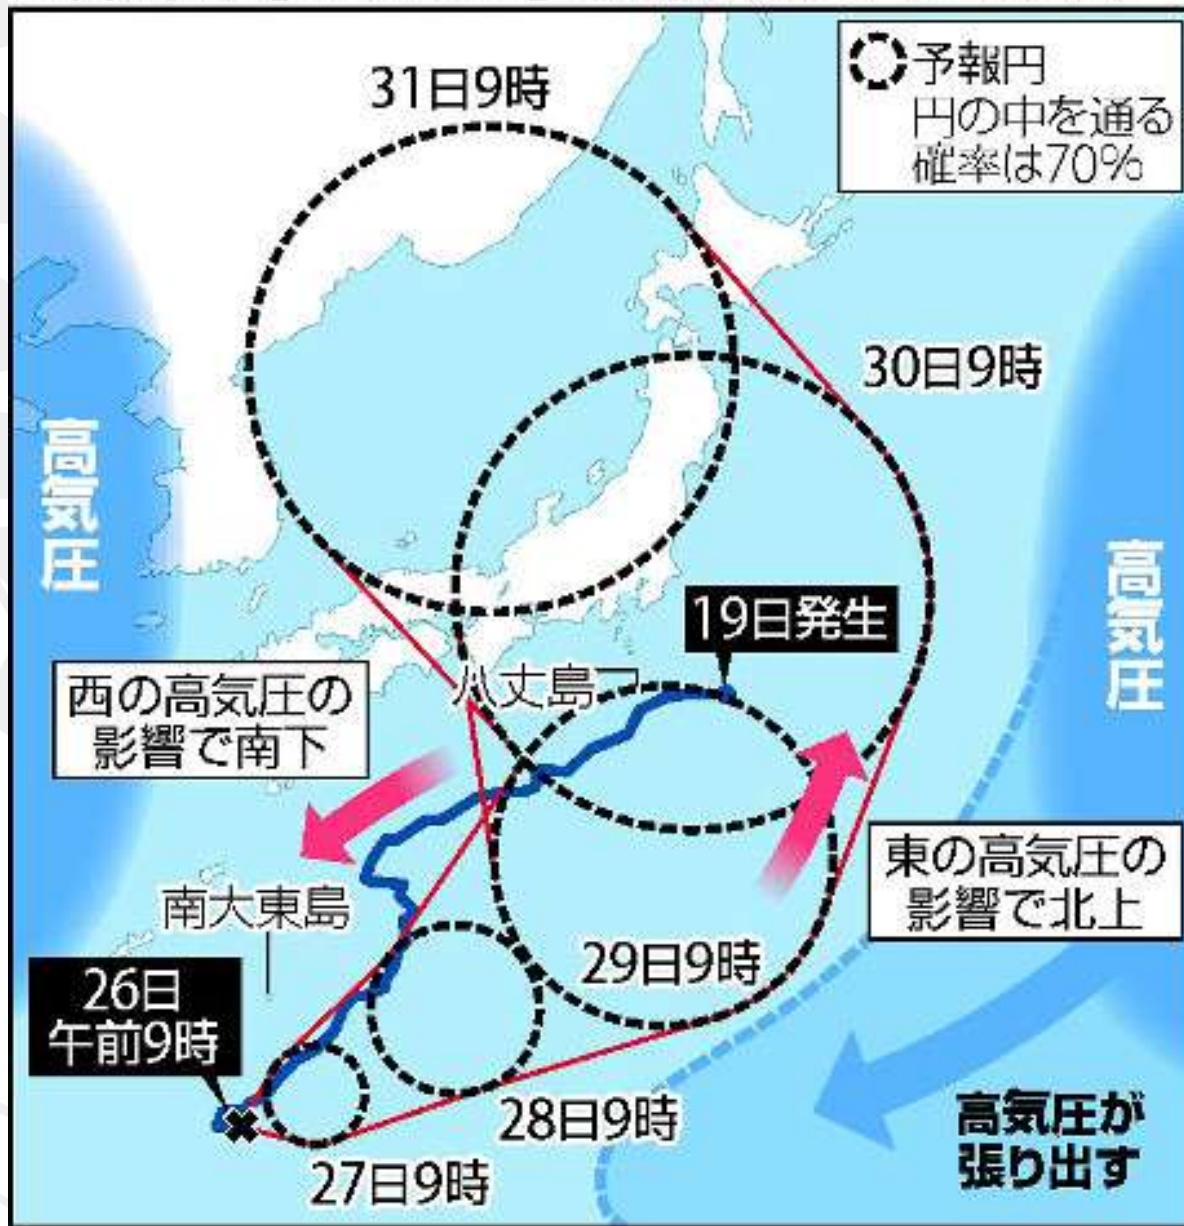 31日9時
予報円
円の中を通る
確率は70%
30日9時
高気圧
高気圧
19日発生
八丈島
西の高気圧の
影響で南下
東の高気圧の
影響で北上
南大東島
29日9時
26日
午前9時
28日9時
27日9時
高気圧が
張り出す